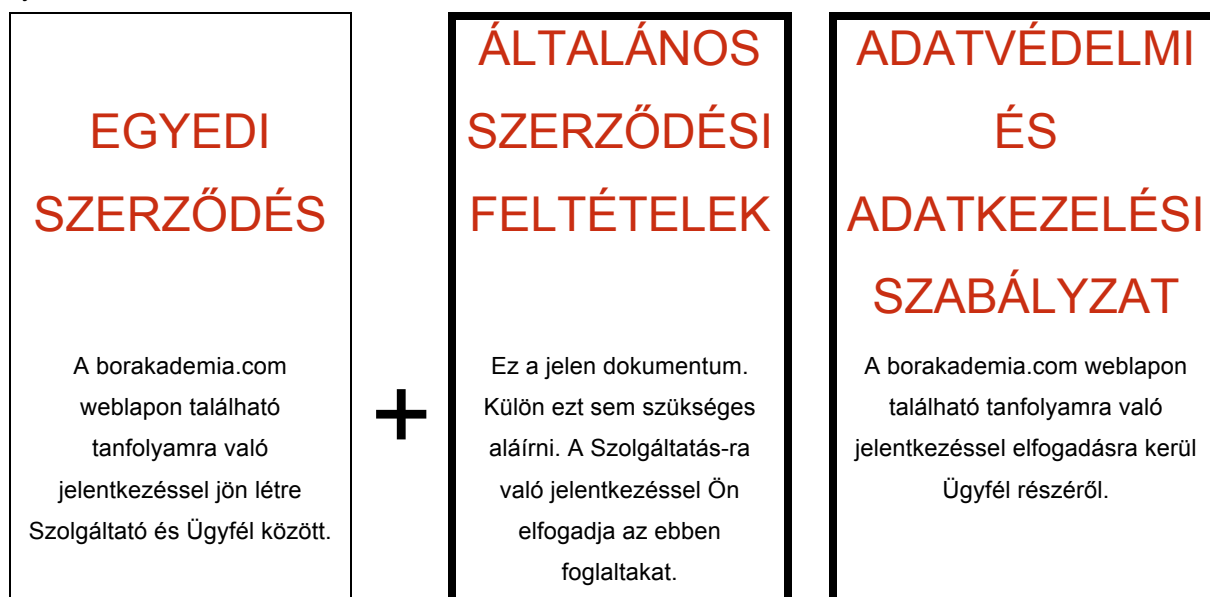 EGYEDI
SZERZŐDÉS
A borakademia.com
weblapon található
tanfolyamra való
jelentkezéssel jön létre
Szolgáltató és Ügyfél között.
+
ÁLTALÁNOS
SZERZŐDÉSI
FELTÉTELEK
Ez a jelen dokumentum.
Külön ezt sem szükséges
aláírni. A Szolgáltatás-ra
való jelentkezéssel Ön
elfogadja az ebben
foglaltakat.
ADATVÉDELMI
ÉS
ADATKEZELÉSI
SZABÁLYZAT
A borakademia.com weblapon
található tanfolyamra való
jelentkezéssel elfogadásra kerül
Ügyfél részéről.